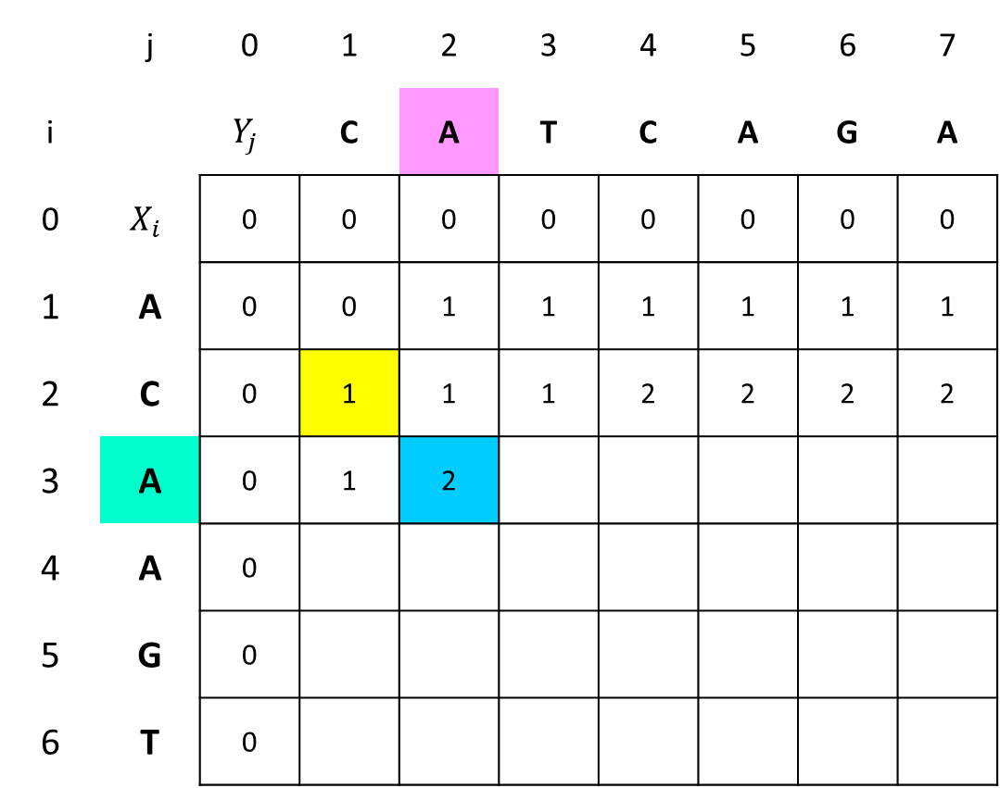 j 0 1 2 3 4 5 6 7
i Yj C A T C A G A
0 Xi 0 0 0 0 0 0 0 0
1 A 0 0 1 1 1 1 1 1
2 C 0 1 1 1 2 2 2 2
3 A 0 1 2
4 A 0
5 G 0
6 T 0